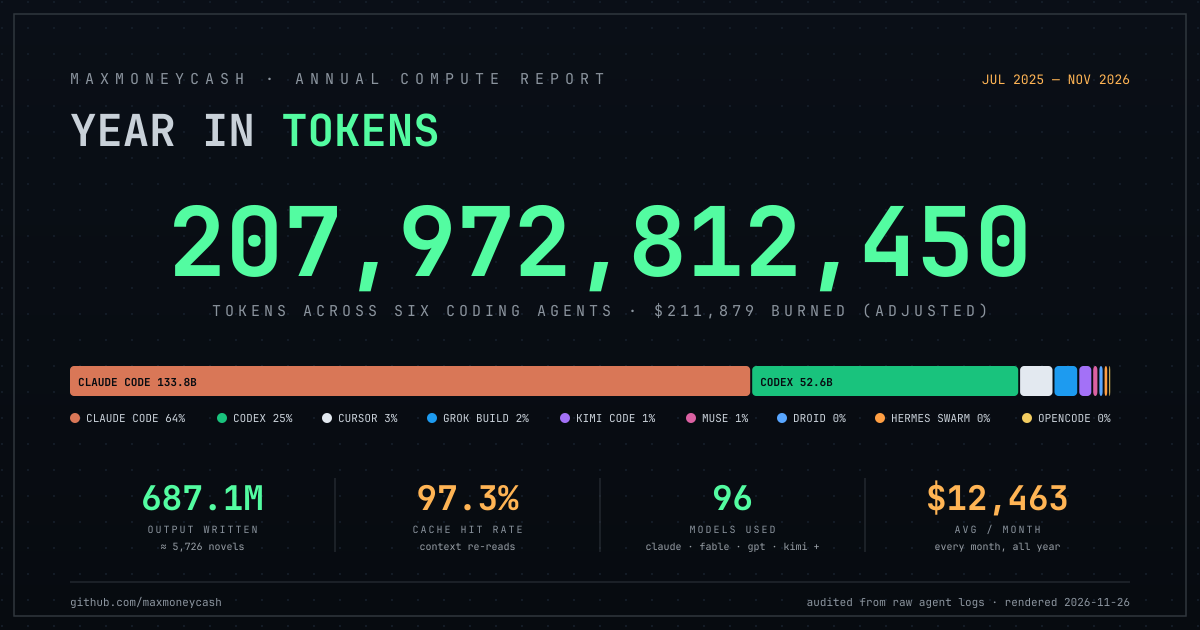 MAXMONEYCASH · ANNUAL COMPUTE REPORT
JUL 2025 — NOV 2026
YEAR IN TOKENS
207,972,812,450
TOKENS ACROSS SIX CODING AGENTS · $211,879 BURNED (ADJUSTED)
CLAUDE CODE 133.8B
CODEX 52.6B
CLAUDE CODE 64%
CODEX 25%
CURSOR 3%
GROK BUILD 2%
KIMI CODE 1%
MUSE 1%
DROID 0%
HERMES SWARM 0%
OPENCODE 0%
687.1M
OUTPUT WRITTEN
≈ 5,726 novels
97.3%
CACHE HIT RATE
context re-reads
96
MODELS USED
claude · fable · gpt · kimi +
$12,463
AVG / MONTH
every month, all year
github.com/maxmoneycash
audited from raw agent logs · rendered 2026-11-26